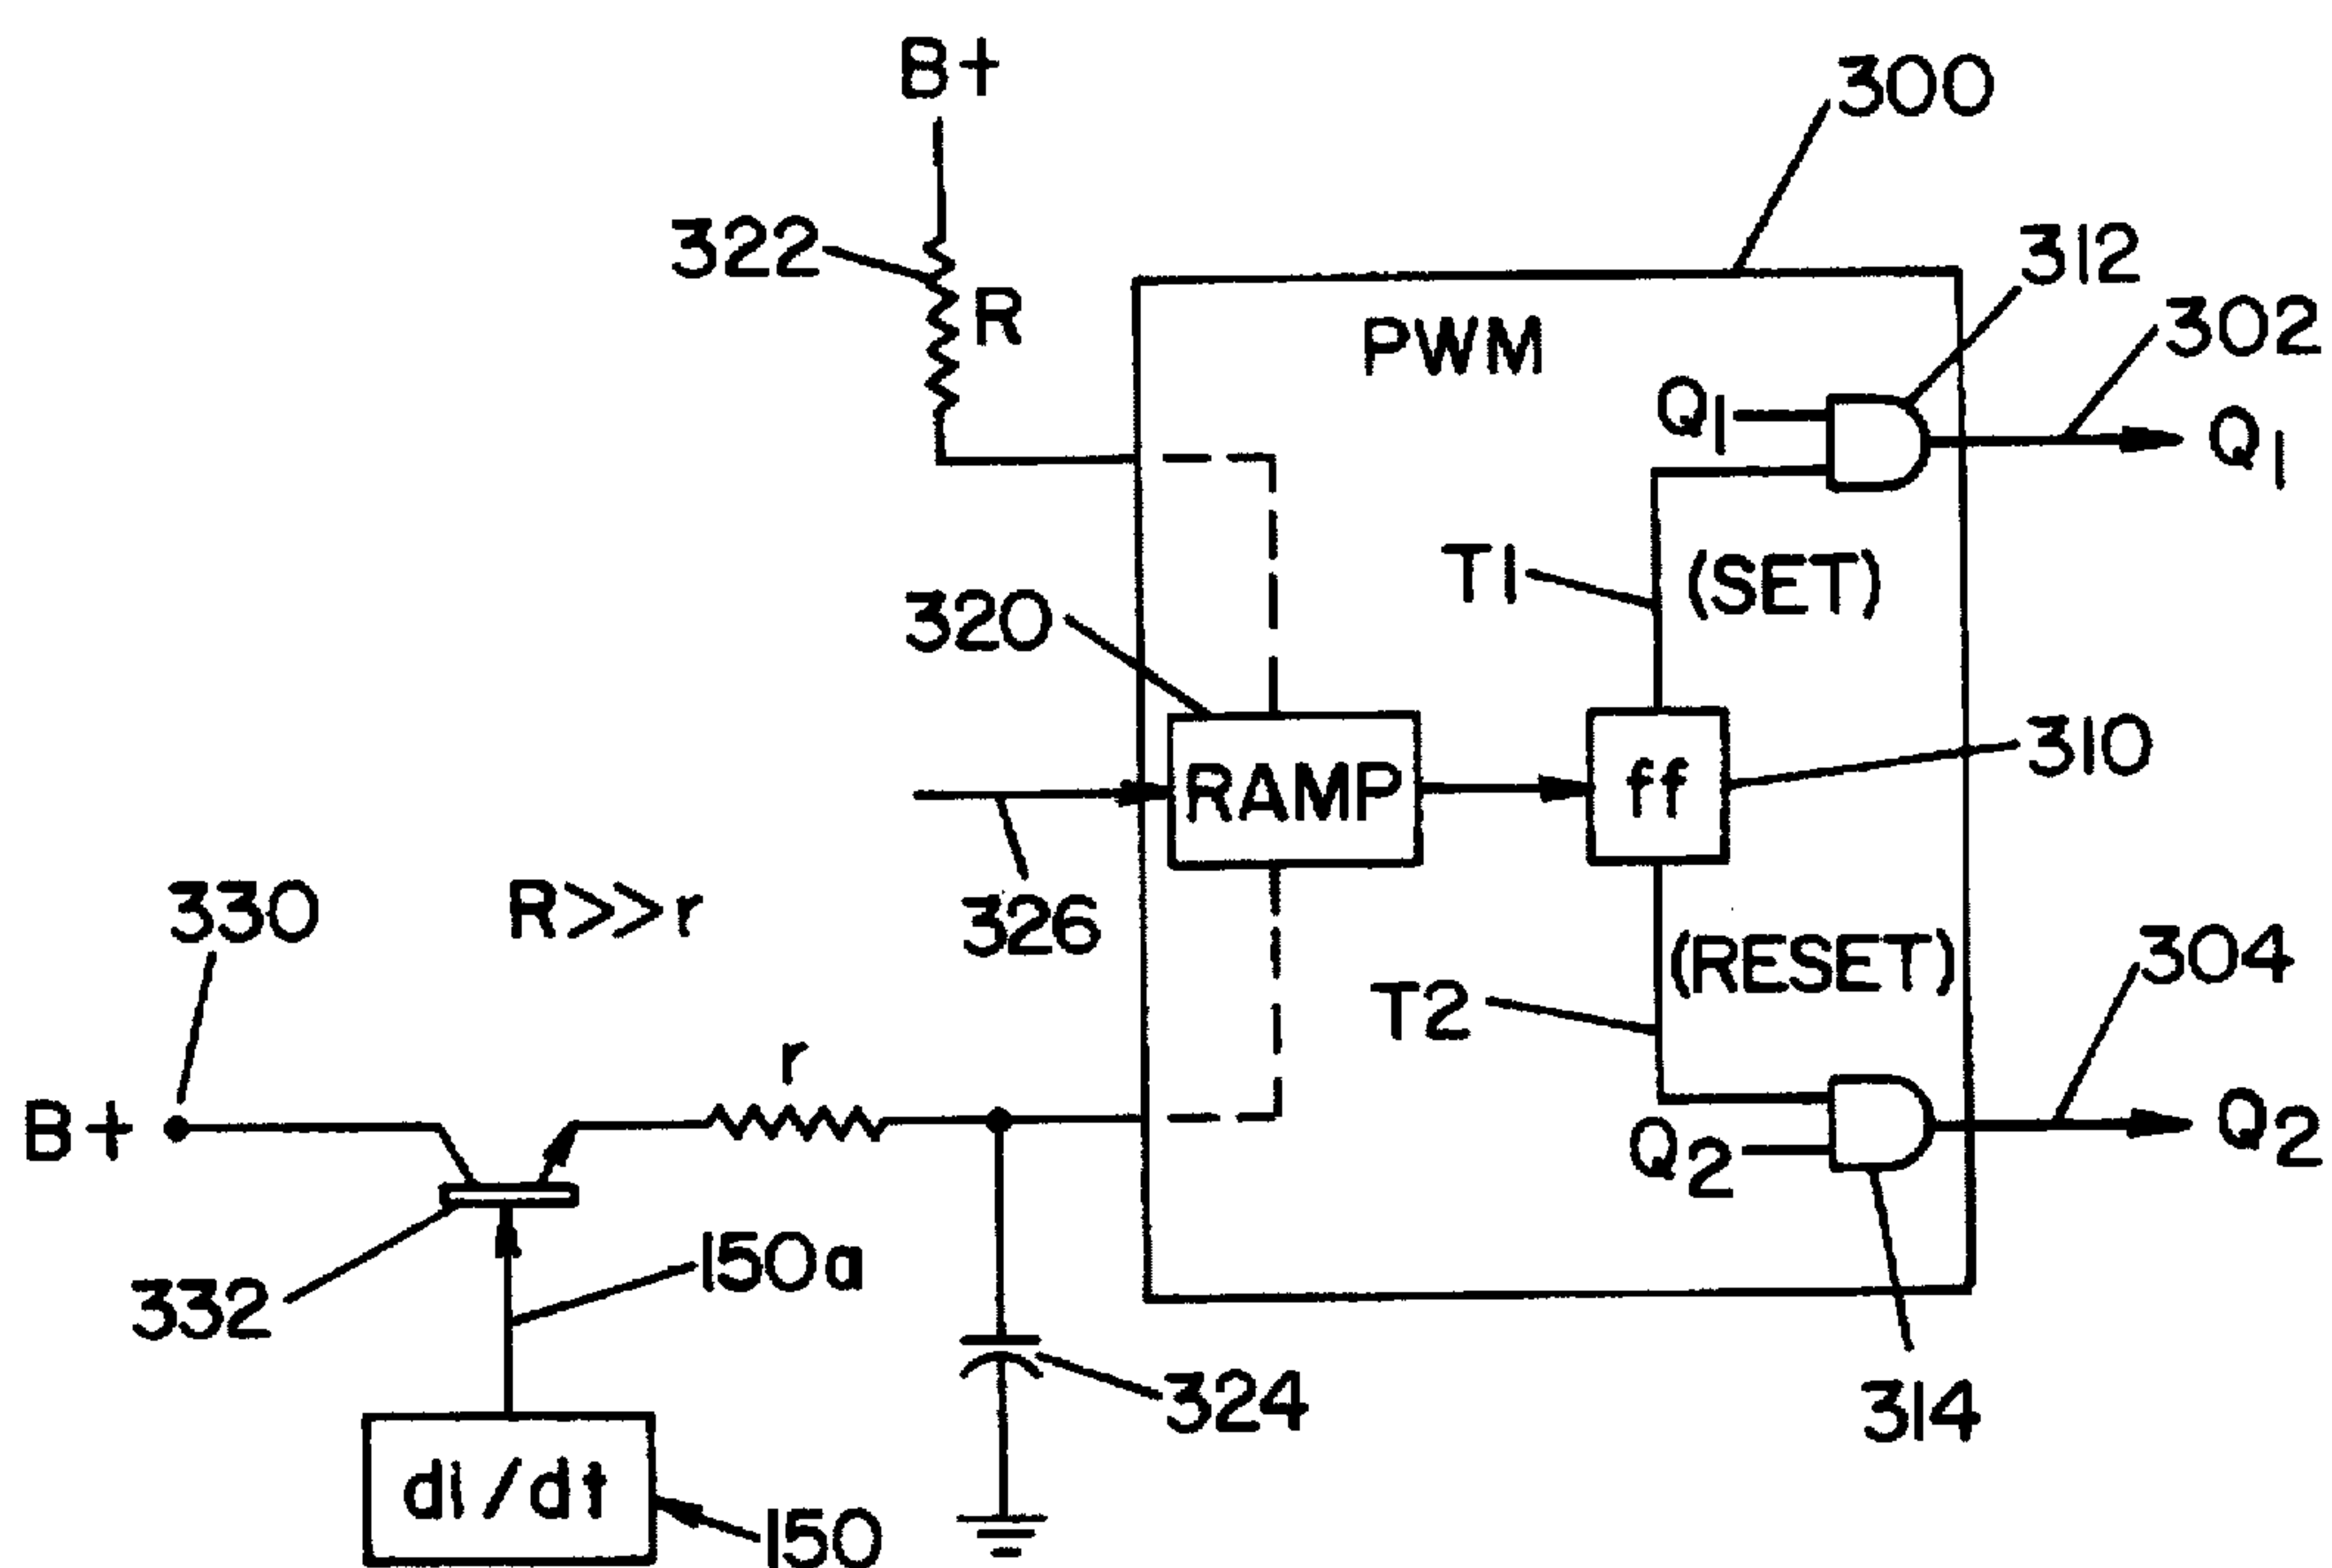 B+
300
322
R
312
302
PWM
Q1
Q1
T1
(SET)
320
310
RAMP
ff
330
R>>r
326
(RESET)
304
T2
r
B+
Q2
Q2
332
150a
324
314
di/dt
150